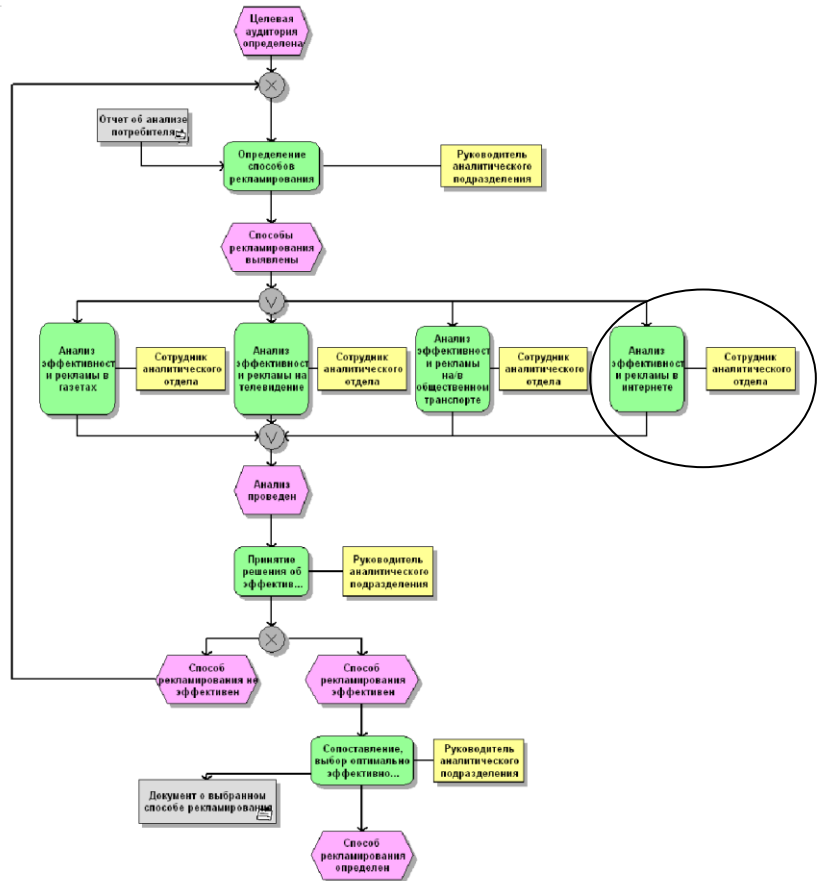 Целевая
аудитория
определена
Отчет об анализе
потребителя
Определение
способов
рекламирования
Руководитель
аналитического
подразделения
Способы
рекламирования
выявлены
Анализ
эффективност
и рекламы в
газетах
Сотрудник
аналитического
отдела
Анализ
эффективност
и рекламы на
телевидение
Сотрудник
аналитического
отдела
Анализ
эффективност
и рекламы
на/в
общественном
транспорте
Сотрудник
аналитического
отдела
Анализ
эффективност
и рекламы в
интернете
Сотрудник
аналитического
отдела
Анализ
проведен
Принятие
решения об
эффектив...
Руководитель
аналитического
подразделения
Способ
рекламирования не
эффективен
Способ
рекламирования
эффективен
Сопоставление,
выбор оптимально
эффективно...
Руководитель
аналитического
подразделения
Документ о выбранном
способе рекламирования
Способ
рекламирования
определен